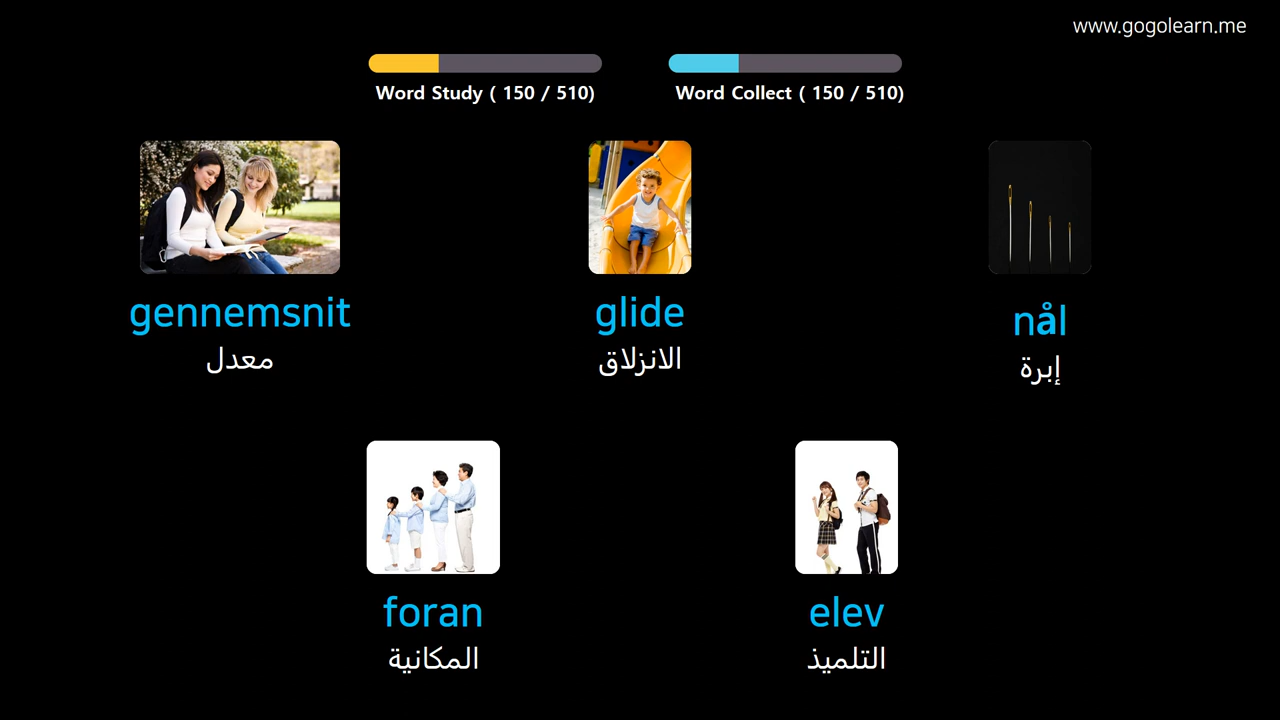 www.gogolearn.me
Word Study ( 150 / 510)
Word Collect ( 150 / 510)
gennemsnit
معدل
glide
الانزلاق
nål
إبرة
foran
المكانية
elev
التلميذ